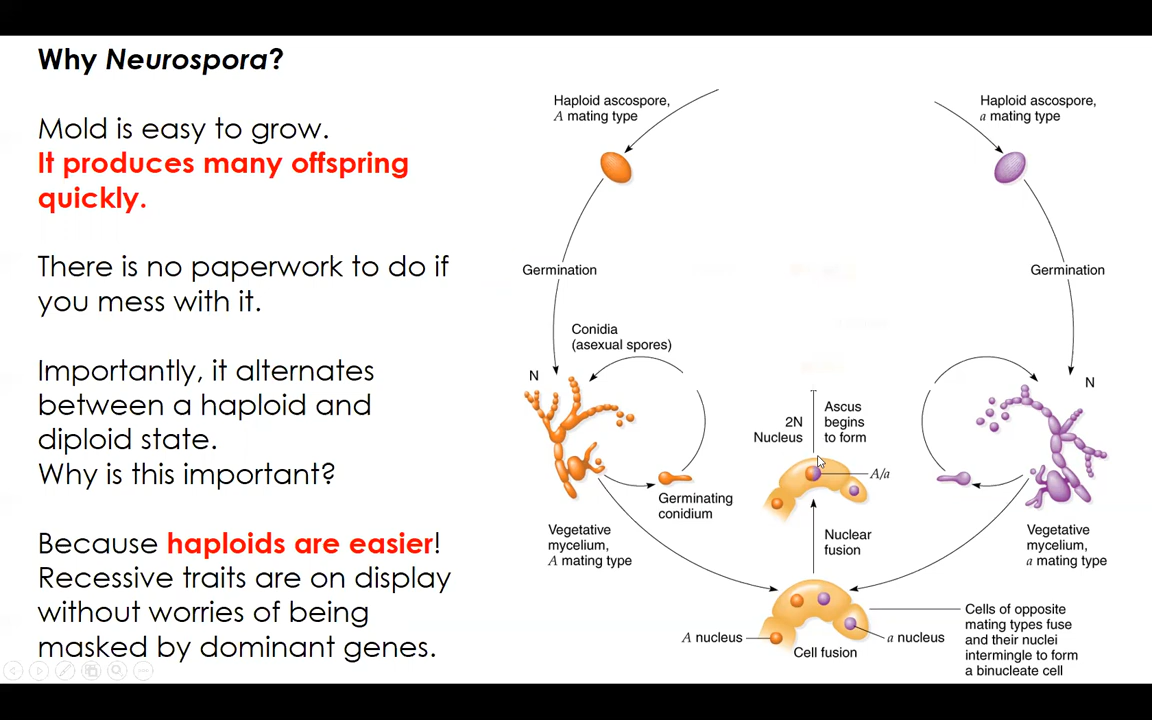 Why Neurospora?
Mold is easy to grow.
It produces many offspring
quickly.
There is no paperwork to do if
you mess with it.
Importantly, it alternates
between a haploid and
diploid state.
Why is this important?
Because haploids are easier!
Recessive traits are on display
without worries of being
masked by dominant genes.
Haploid ascospore,
A mating type
Haploid ascospore,
a mating type
Germination
Germination
Conidia
(asexual spores)
N
N
2N
Nucleus
Ascus
begins
to form
A/a
Germinating
conidium
Vegetative
mycelium,
A mating type
Nuclear
fusion
Vegetative
mycelium,
a mating type
A nucleus
a nucleus
Cell fusion
Cells of opposite
mating types fuse
and their nuclei
intermingle to form
a binucleate cell